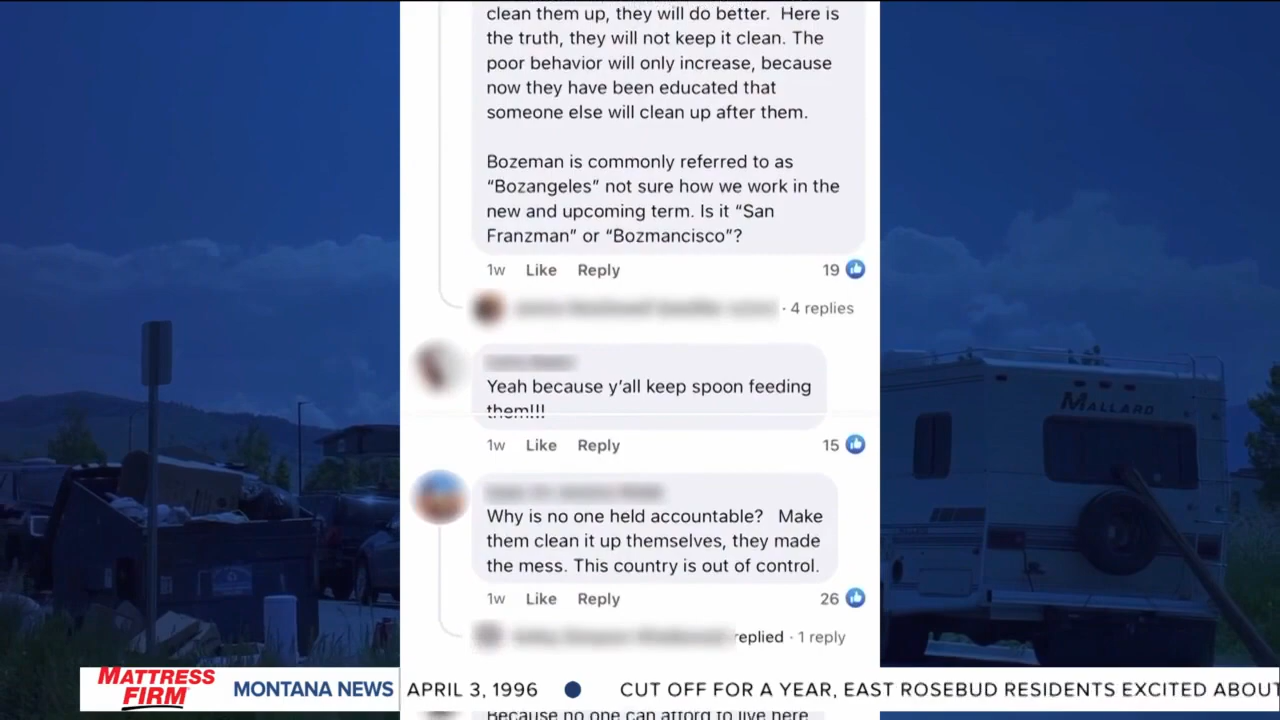 clean them up, they will do better. Here is
the truth, they will not keep it clean. The
poor behavior will only increase, because
now they have been educated that
someone else will clean up after them.
Bozeman is commonly referred to as
“Bozangeles” not sure how we work in the
new and upcoming term. Is it “San
Franzman” or “Bozmancisco”?
1w Like Reply 19
· 4 replies
Yeah because y’all keep spoon feeding
them!!!
1w Like Reply 15
Why is no one held accountable? Make
them clean it up themselves, they made
the mess. This country is out of control.
1w Like Reply 26
replied · 1 reply
Because no one can afford to live here
MALLARD
MATTRESS
FIRM
MONTANA NEWS
APRIL 3, 1996 ● CUT OFF FOR A YEAR, EAST ROSEBUD RESIDENTS EXCITED ABOUT